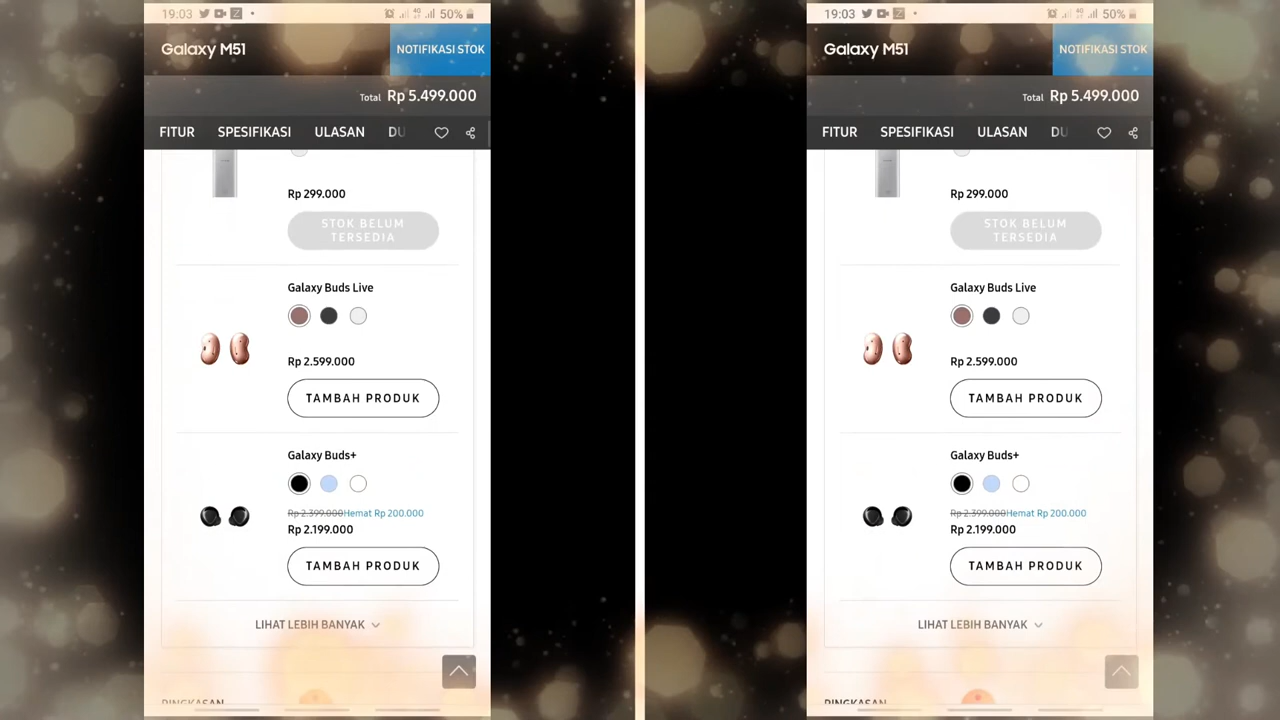 19:03 50%
Galaxy M51
NOTIFIKASI STOK
Total Rp 5.499.000
FITUR SPESIFIKASI ULASAN DU
Rp 299.000
STOK BELUM
TERSEDIA
Galaxy Buds Live
Rp 2.599.000
TAMBAH PRODUK
Galaxy Buds+
Rp 2.399.000Hemat Rp 200.000
Rp 2.199.000
TAMBAH PRODUK
LIHAT LEBIH BANYAK
RINGKASAN
19:03 50%
Galaxy M51
NOTIFIKASI STOK
Total Rp 5.499.000
FITUR SPESIFIKASI ULASAN DU
Rp 299.000
STOK BELUM
TERSEDIA
Galaxy Buds Live
Rp 2.599.000
TAMBAH PRODUK
Galaxy Buds+
Rp 2.399.000Hemat Rp 200.000
Rp 2.199.000
TAMBAH PRODUK
LIHAT LEBIH BANYAK
RINGKASAN